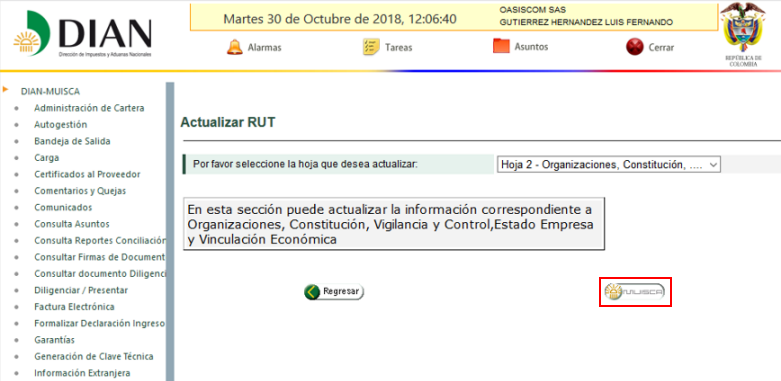 DIAN
Dirección de Impuestos y Aduanas Nacionales
Martes 30 de Octubre de 2018, 12:06:40
OASISCOM SAS
GUTIERREZ HERNANDEZ LUIS FERNANDO
Alarmas
Tareas
Asuntos
Cerrar
REPÚBLICA DE
COLOMBIA
DIAN-MUISCA
Administración de Cartera
Autogestión
Bandeja de Salida
Carga
Certificados al Proveedor
Comentarios y Quejas
Comunicados
Consulta Asuntos
Consulta Reportes Conciliación
Consultar Firmas de Document
Consultar documento Diligenci
Diligenciar / Presentar
Factura Electrónica
Formalizar Declaración Ingreso
Garantías
Generación de Clave Técnica
Información Extranjera
Actualizar RUT
Por favor seleccione la hoja que desea actualizar:
Hoja 2 - Organizaciones, Constitución, ....
En esta sección puede actualizar la información correspondiente a
Organizaciones, Constitución, Vigilancia y Control,Estado Empresa
y Vinculación Económica
Regresar
MUISCA